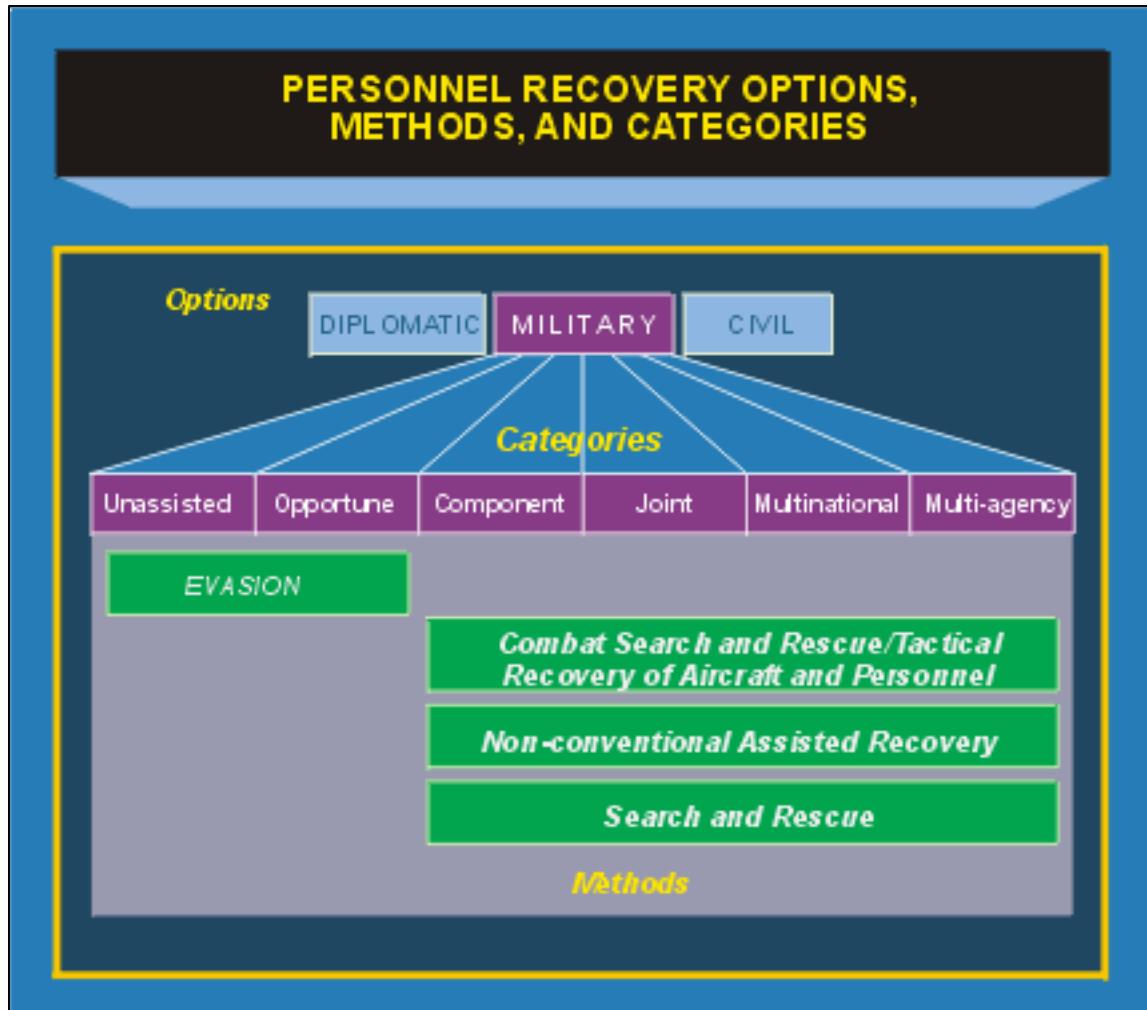 PERSONNEL RECOVERY OPTIONS,
METHODS, AND CATEGORIES
Options
DIPLOMATIC
MILITARY
CIVIL
Categories
Unassisted
Opportune
Component
Joint
Multinational
Multi-agency
EVASION
Combat Search and Rescue/Tactical
Recovery of Aircraft and Personnel
Non-conventional Assisted Recovery
Search and Rescue
Methods